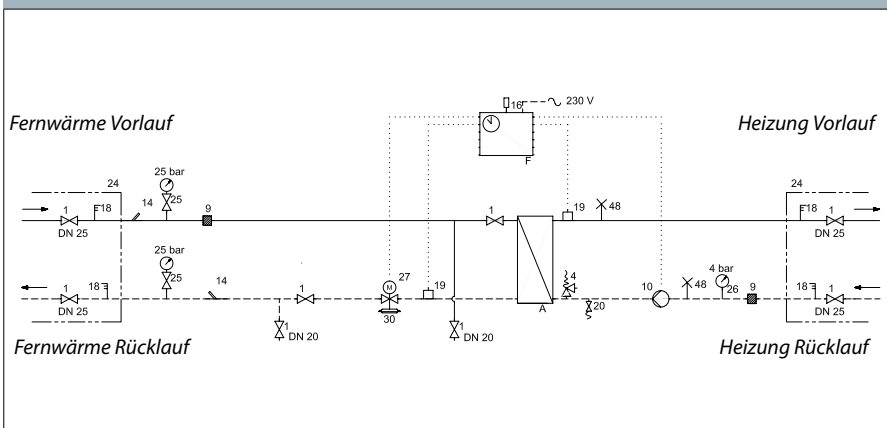 16 230 V
Fernwärme Vorlauf
Heizung Vorlauf
F
25 bar
24
24
1
18
14
25
9
1
19
48
18
1
DN 25
DN 25
25 bar
25
27
4 bar
M
1
18
14
1
19
4
10
48
26
9
18
1
DN 25
30
20
A
DN 25
1
DN 20
1
DN 20
Fernwärme Rücklauf
Heizung Rücklauf